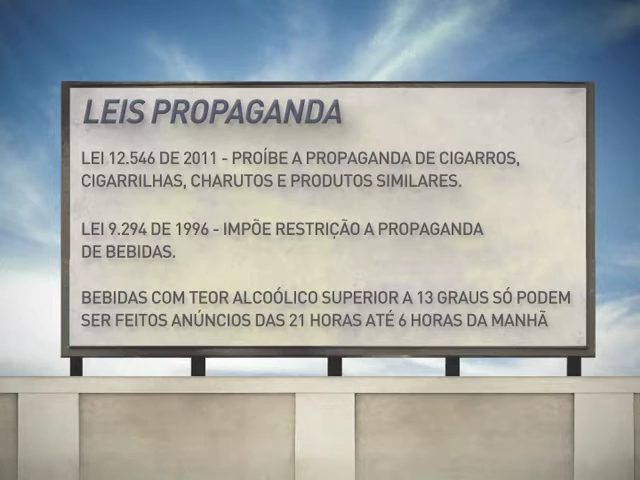 LEIS PROPAGANDA
LEI 12.546 DE 2011 - PROÍBE A PROPAGANDA DE CIGARROS,
CIGARRILHAS, CHARUTOS E PRODUTOS SIMILARES.
LEI 9.294 DE 1996 - IMPÕE RESTRIÇÃO A PROPAGANDA
DE BEBIDAS.
BEBIDAS COM TEOR ALCOÓLICO SUPERIOR A 13 GRAUS SÓ PODEM
SER FEITOS ANÚNCIOS DAS 21 HORAS ATÉ 6 HORAS DA MANHÃ